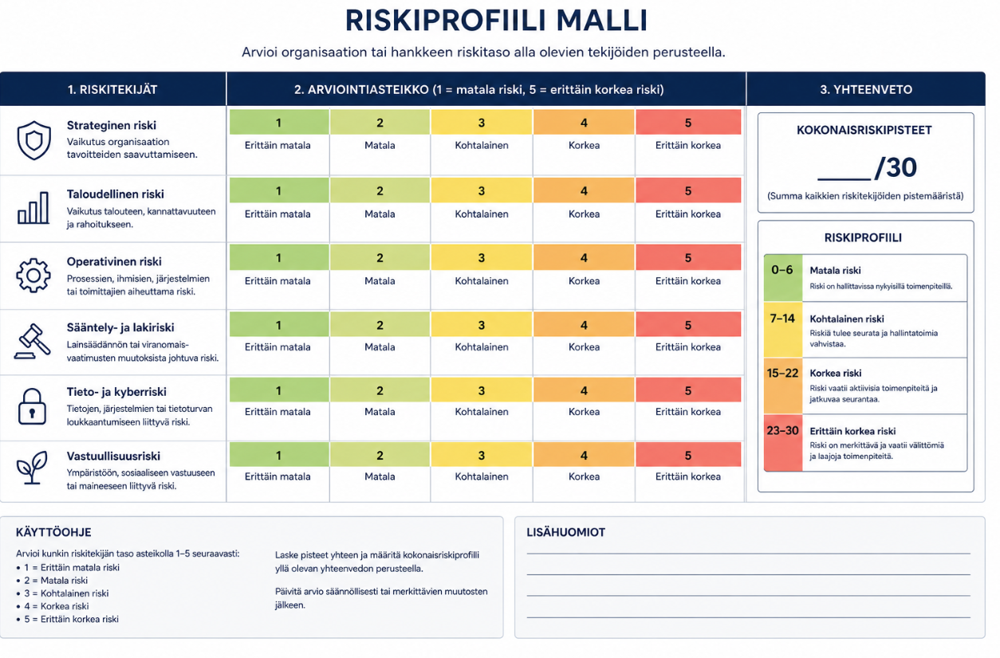 RISKIPROFIILI MALLI
Arvioi organisaation tai hankkeen riskitaso alla olevien tekijöiden perusteella.
1. RISKITEKIJÄT
2. ARVIOINTIASTEIKKO (1 = matala riski, 5 = erittäin korkea riski)
3. YHTEENVETO
Strateginen riski
Vaikutus organisaation
tavoitteiden saavuttamiseen.
1 2 3 4 5
Erittäin matala Matala Kohtalainen Korkea Erittäin korkea
Taloudellinen riski
Vaikutus talouteen, kannattavuuteen
ja rahoitukseen.
1 2 3 4 5
Erittäin matala Matala Kohtalainen Korkea Erittäin korkea
Operativinen riski
Prosessien, ihmisien, järjestelmien
tai toimittajien aiheuttama riski.
1 2 3 4 5
Erittäin matala Matala Kohtalainen Korkea Erittäin korkea
Sääntely- ja lakiriski
Lainsäädännön tai viranomais-
vaatimusten muutoksista johtuva riski.
1 2 3 4 5
Erittäin matala Matala Kohtalainen Korkea Erittäin korkea
Tieto- ja kyberriski
Tietojen, järjestelmien tai tietoturvan
loukkaantumiseen liittyvä riski.
1 2 3 4 5
Erittäin matala Matala Kohtalainen Korkea Erittäin korkea
Vastuullisuusriski
Ympäristöön, sosiaaliseen vastuuseen
tai maineeseen liittyvä riski.
1 2 3 4 5
Erittäin matala Matala Kohtalainen Korkea Erittäin korkea
KOKONAISRISKIPISTEET
____/30
(Summa kaikkien riskitekijöiden pistemääristä)
RISKIPROFIILI
0–6 Matala riski
Riski on hallittavissa nykyisillä toimenpiteillä.
7–14 Kohtalainen riski
Riskiä tulee seurata ja hallintatoimia
vahvistaa.
15–22 Korkea riski
Riski vaatii aktiivisia toimenpiteitä ja
jatkuvaa seurantaa.
23–30 Erittäin korkea riski
Riski on merkittävä ja vaatii välittömiä
ja laajoja toimenpiteitä.
KÄYTTÖOHJE
Arvioi kunkin riskitekijän taso asteikolla 1–5 seuraavasti:
• 1 = Erittäin matala riski
• 2 = Matala riski
• 3 = Kohtalainen riski
• 4 = Korkea riski
• 5 = Erittäin korkea riski
Laske pisteet yhteen ja määritä kokonaisriskiprofilli
yllä olevan yhteenvedon perusteella.
Päivitä arvio säännöllisesti tai merkittävien muutosten
jälkeen.
LISÄHUOMIOT